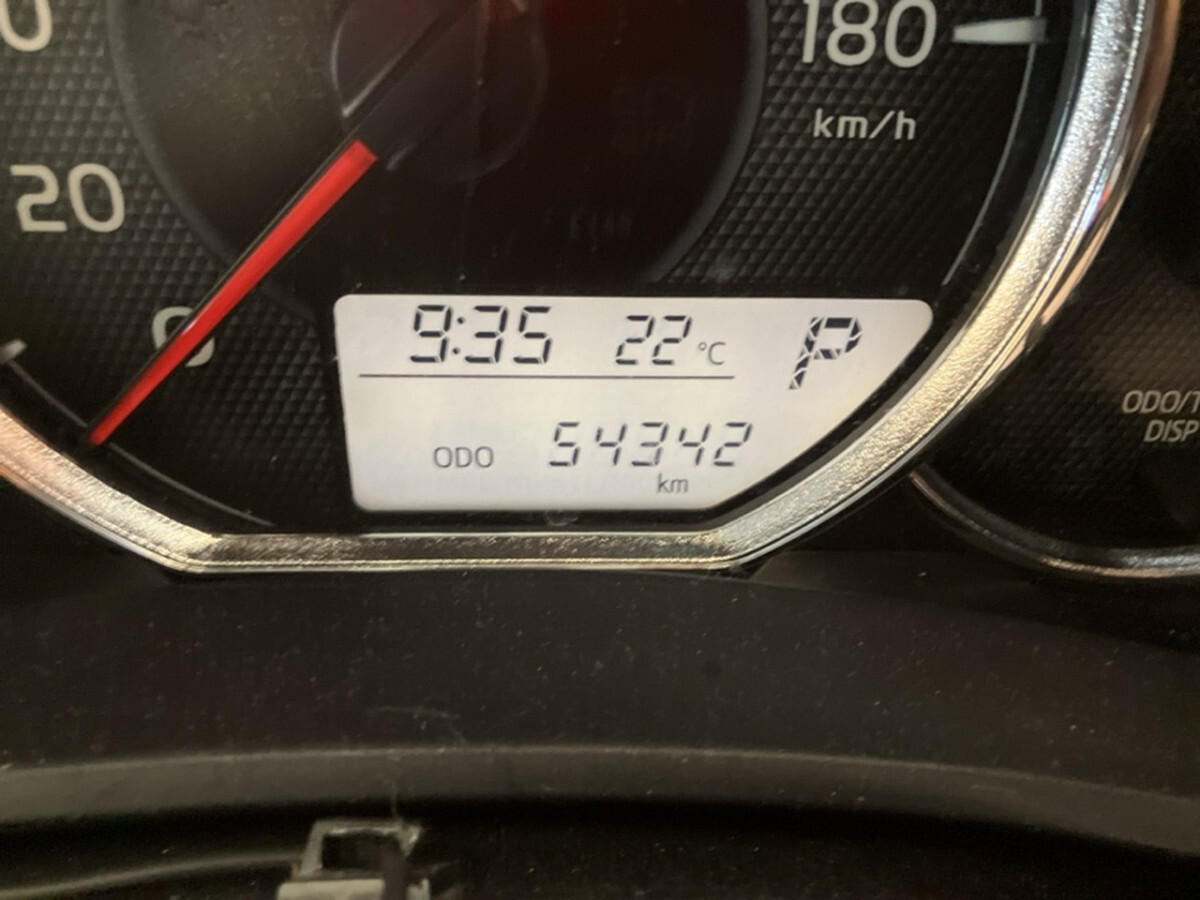 180
km/h
20
0
9:35 22 °C P
ODO 54342
km
ODO/T
DISP